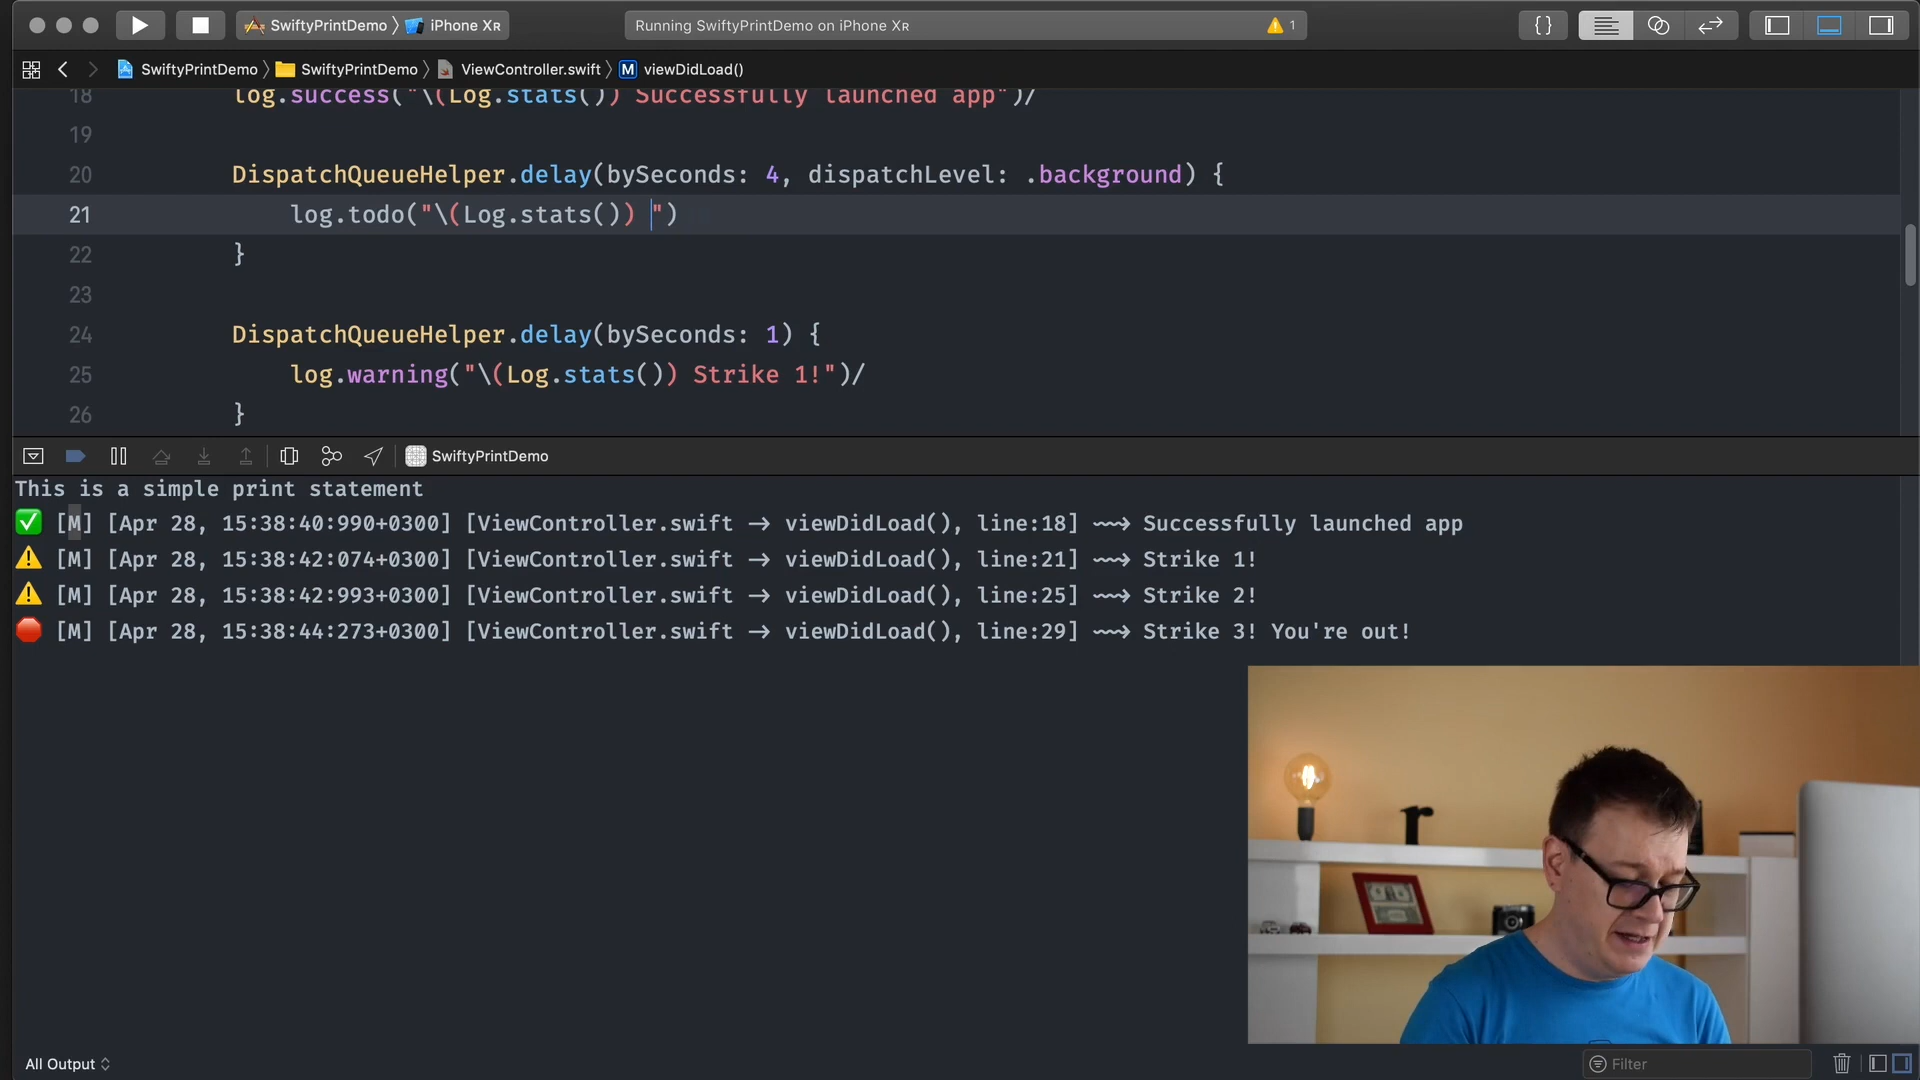 SwiftyPrintDemo iPhone XR
Running SwiftyPrintDemo on iPhone XR
1
{}
SwiftyPrintDemo SwiftyPrintDemo ViewController.swift M viewDidLoad()
18 log.success("\(Log.stats()) Successfully launched app")/
19
20 DispatchQueueHelper.delay(bySeconds: 4, dispatchLevel: .background) {
21 log.todo("\(Log.stats()) ")
22 }
23
24 DispatchQueueHelper.delay(bySeconds: 1) {
25 log.warning("\(Log.stats()) Strike 1!")/
26 }
SwiftyPrintDemo
This is a simple print statement
✅ [M] [Apr 28, 15:38:40:990+0300] [ViewController.swift → viewDidLoad(), line:18] ⟿ Successfully launched app
⚠️ [M] [Apr 28, 15:38:42:074+0300] [ViewController.swift → viewDidLoad(), line:21] ⟿ Strike 1!
⚠️ [M] [Apr 28, 15:38:42:993+0300] [ViewController.swift → viewDidLoad(), line:25] ⟿ Strike 2!
🛑 [M] [Apr 28, 15:38:44:273+0300] [ViewController.swift → viewDidLoad(), line:29] ⟿ Strike 3! You're out!
All Output
Filter